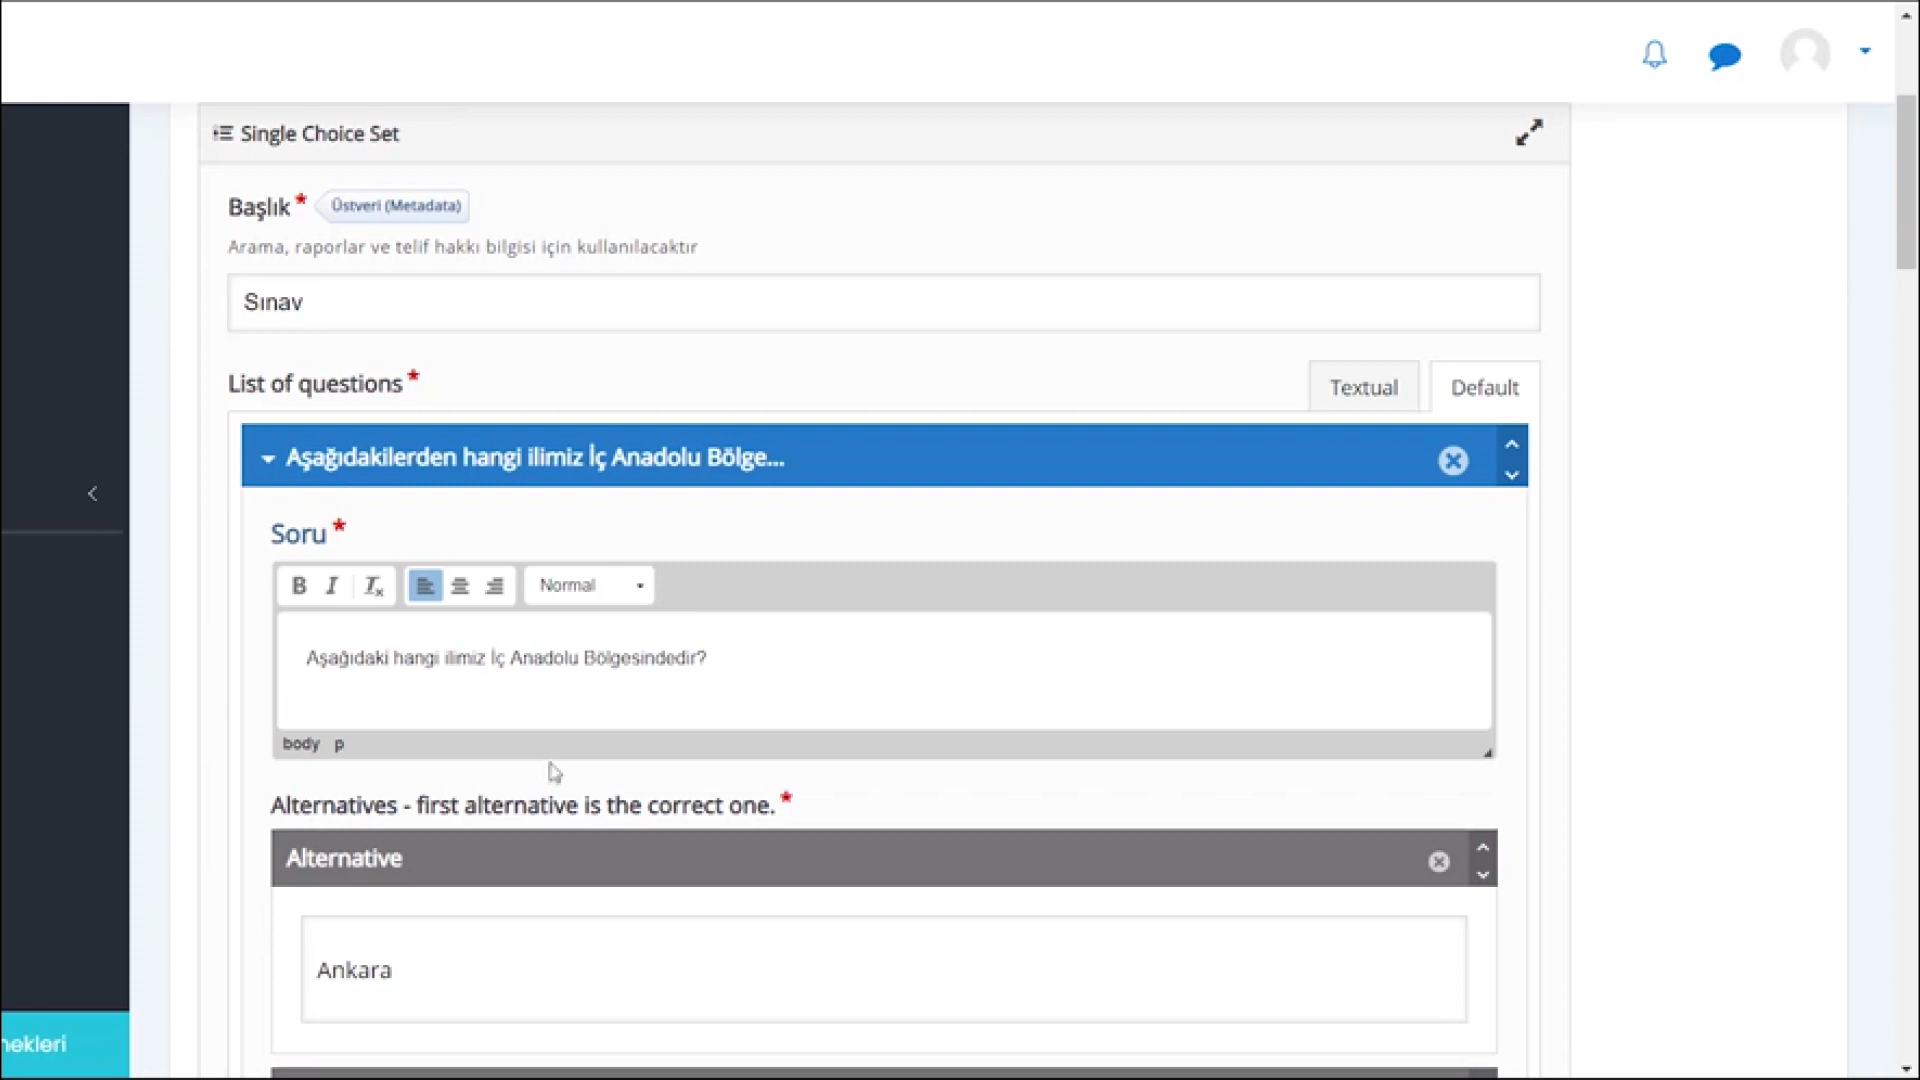 Single Choice Set
Başlık * Üstveri (Metadata)
Arama, raporlar ve telif hakkı bilgisi için kullanılacaktır
Sınav
List of questions *
Textual Default
Aşağıdakilerden hangi ilimiz İç Anadolu Bölge...
Soru *
B I Ix Normal
Aşağıdaki hangi ilimiz İç Anadolu Bölgesindedir?
body p
Alternatives - first alternative is the correct one. *
Alternative
Ankara
nekleri